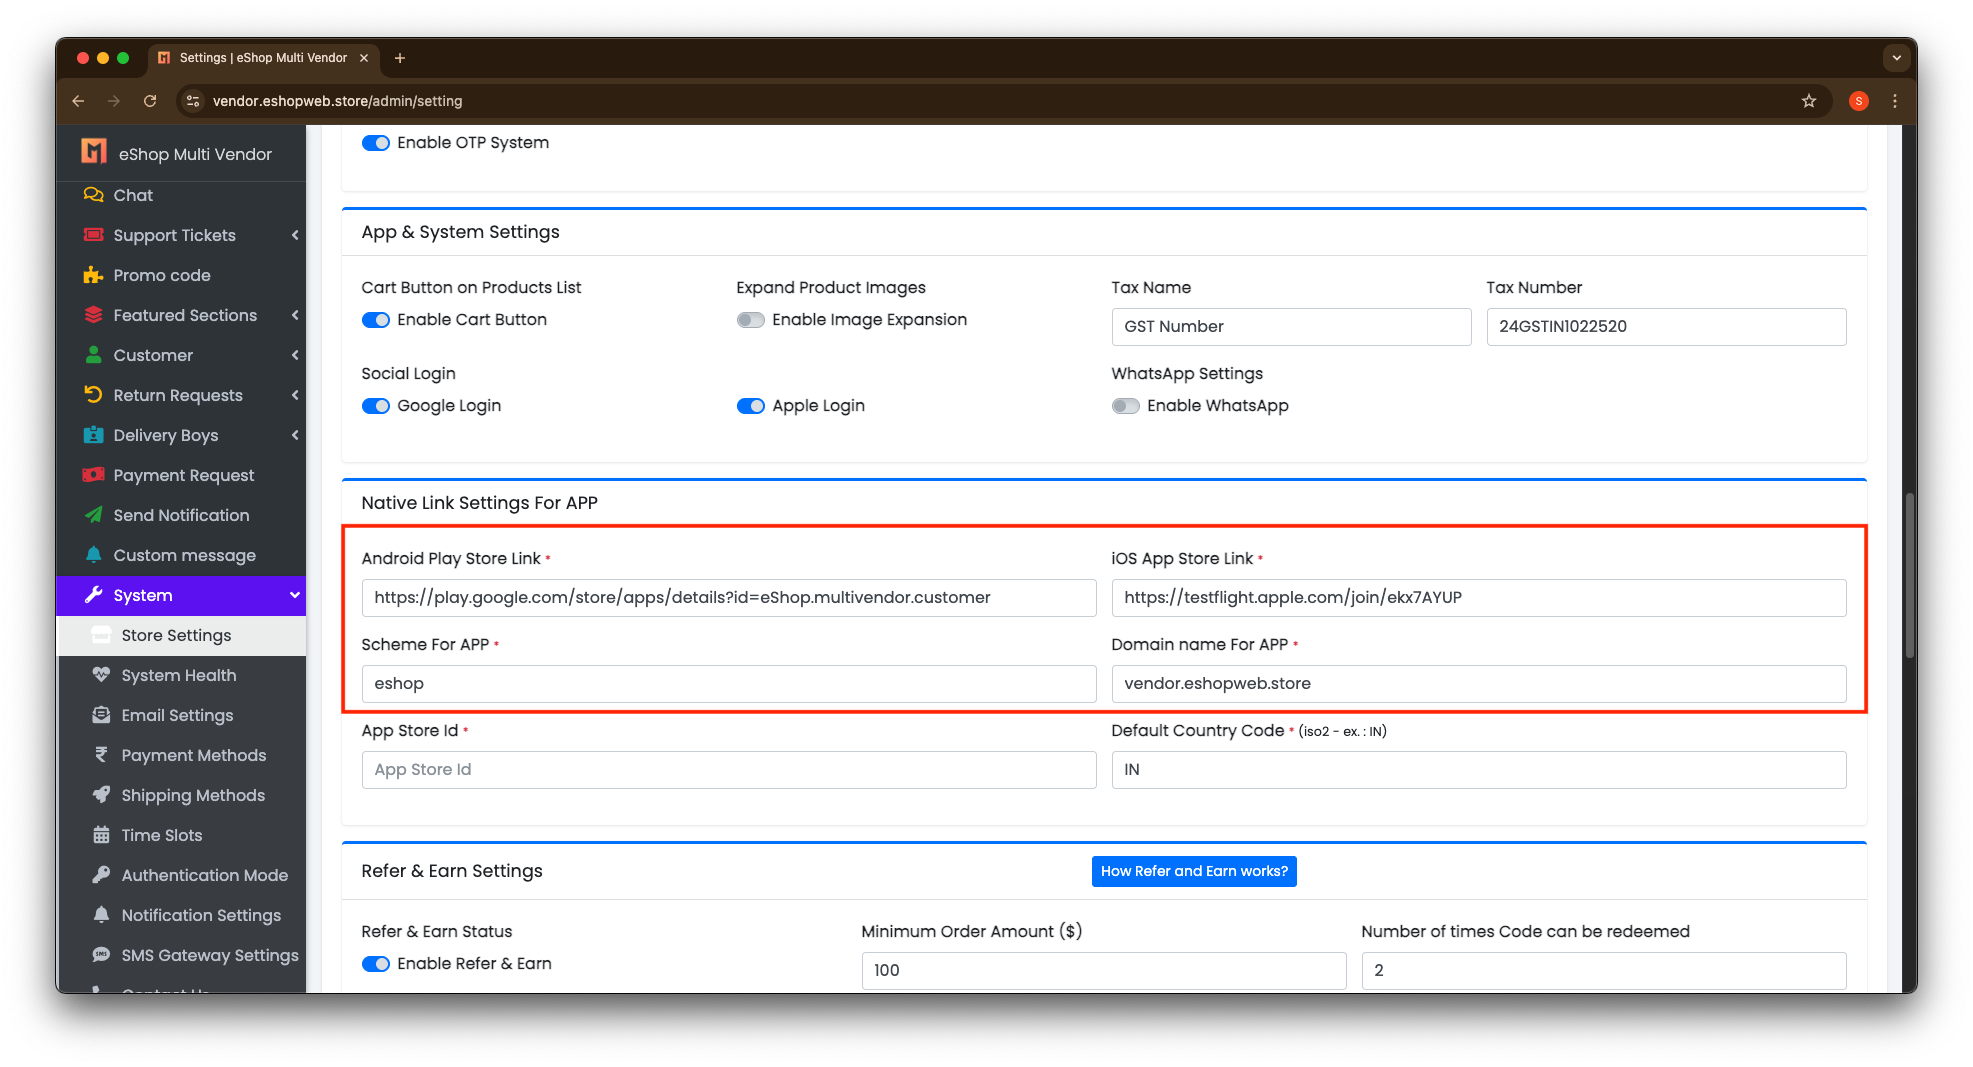 Settings | eShop Multi Vendor
vendor.eshopweb.store/admin/setting
S
eShop Multi Vendor
Chat
Support Tickets
Promo code
Featured Sections
Customer
Return Requests
Delivery Boys
Payment Request
Send Notification
Custom message
System
Store Settings
System Health
Email Settings
Payment Methods
Shipping Methods
Time Slots
Authentication Mode
Notification Settings
SMS Gateway Settings
Contact Us
Enable OTP System
App & System Settings
Cart Button on Products List
Enable Cart Button
Expand Product Images
Enable Image Expansion
Tax Name
GST Number
Tax Number
24GSTIN1022520
Social Login
Google Login
Apple Login
WhatsApp Settings
Enable WhatsApp
Native Link Settings For APP
Android Play Store Link *
https://play.google.com/store/apps/details?id=eShop.multivendor.customer
iOS App Store Link *
https://testflight.apple.com/join/ekx7AYUP
Scheme For APP *
eshop
Domain name For APP *
vendor.eshopweb.store
App Store Id *
App Store Id
Default Country Code * (iso2 - ex. : IN)
IN
Refer & Earn Settings
How Refer and Earn works?
Refer & Earn Status
Enable Refer & Earn
Minimum Order Amount ($)
100
Number of times Code can be redeemed
2